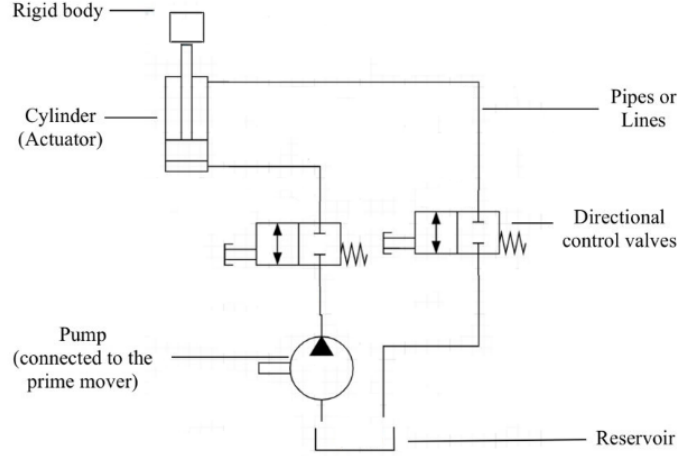 Rigid body
Cylinder
(Actuator)
Pipes or
Lines
Directional
control valves
Pump
(connected to the
prime mover)
Reservoir